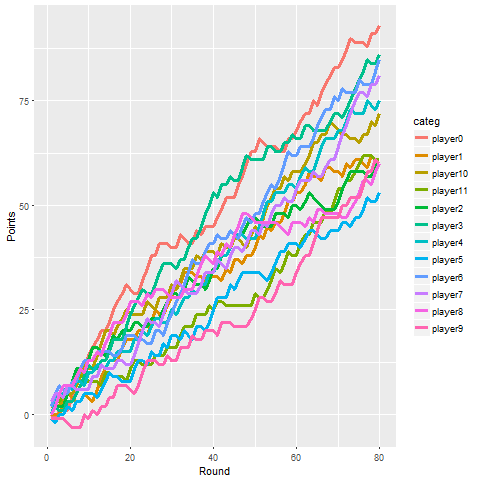 75
50
25
0
0
20
40
60
80
Round
Points
categ
player0
player1
player10
player11
player2
player3
player4
player5
player6
player7
player8
player9